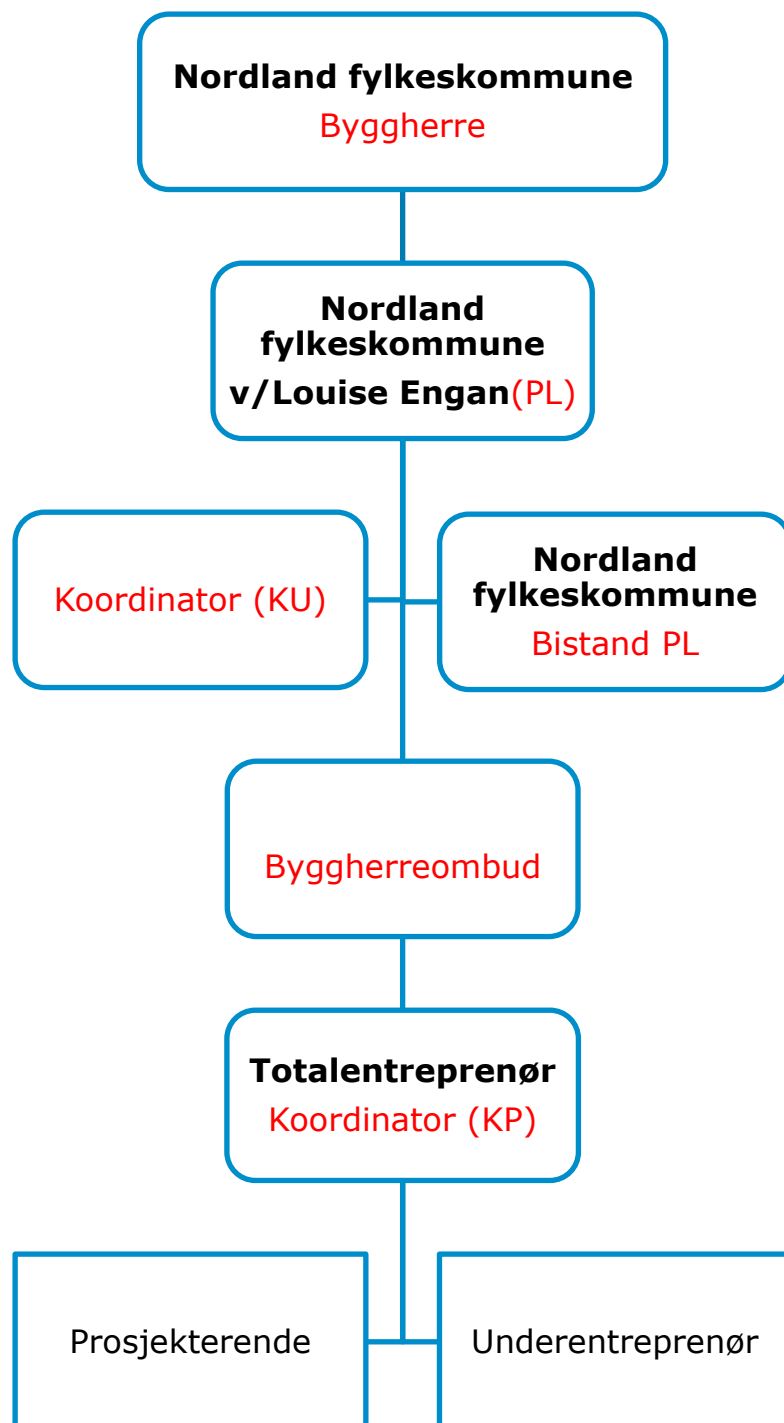 Nordland fylkeskommune
Byggherre
Nordland
fylkeskommune
v/Louise Engan(PL)
Koordinator (KU)
Nordland
fylkeskommune
Bistand PL
Byggherreombud
Totalentreprenør
Koordinator (KP)
Prosjekterende
Underentreprenør